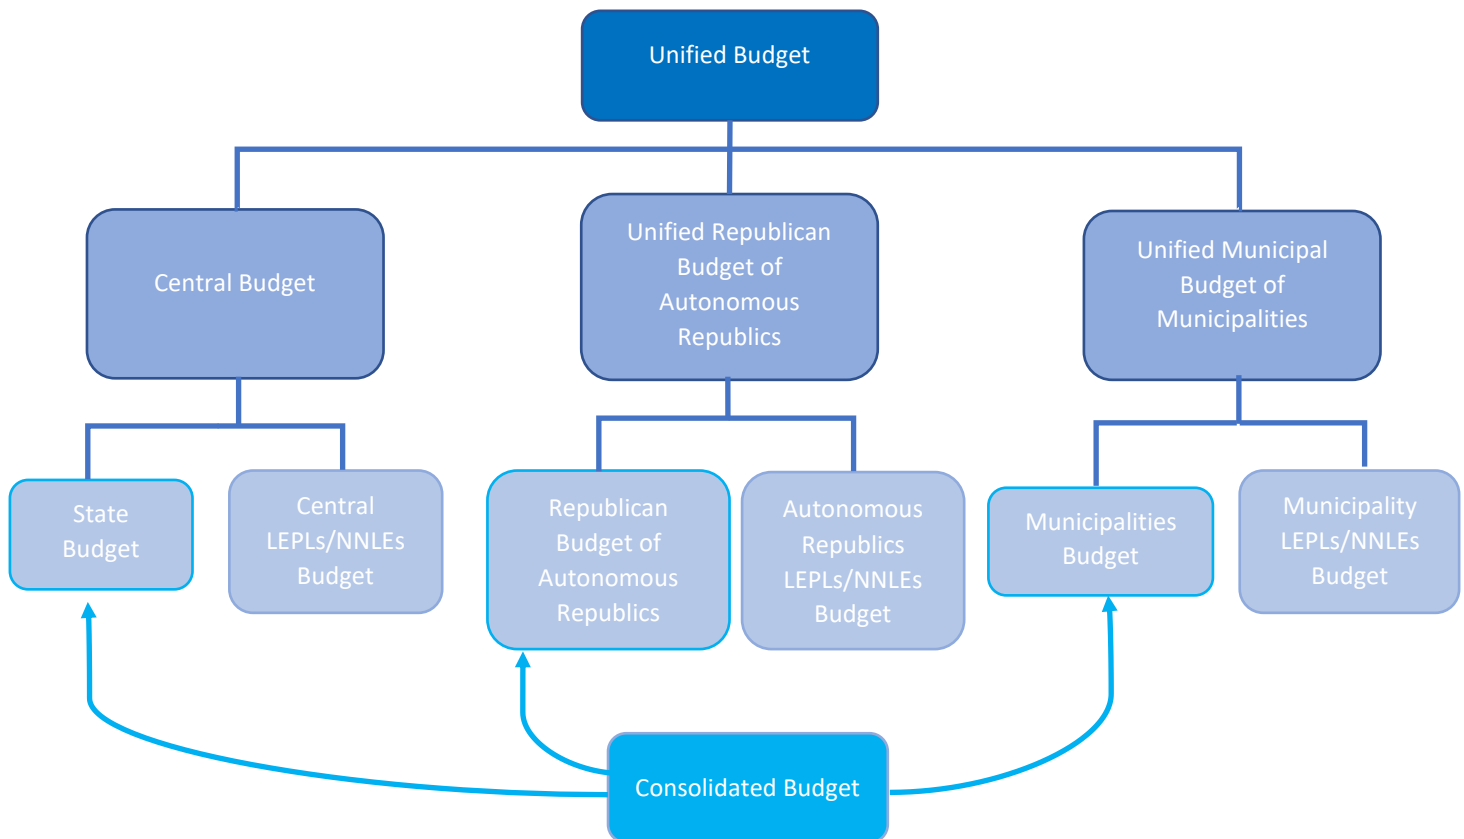 Unified Budget
Central Budget
Unified Republican
Budget of
Autonomous
Republics
Unified Municipal
Budget of
Municipalities
State
Budget
Central
LEPLs/NNLEs
Budget
Republican
Budget of
Autonomous
Republics
Autonomous
Republics
LEPLs/NNLEs
Budget
Municipalities
Budget
Municipality
LEPLs/NNLEs
Budget
Consolidated Budget